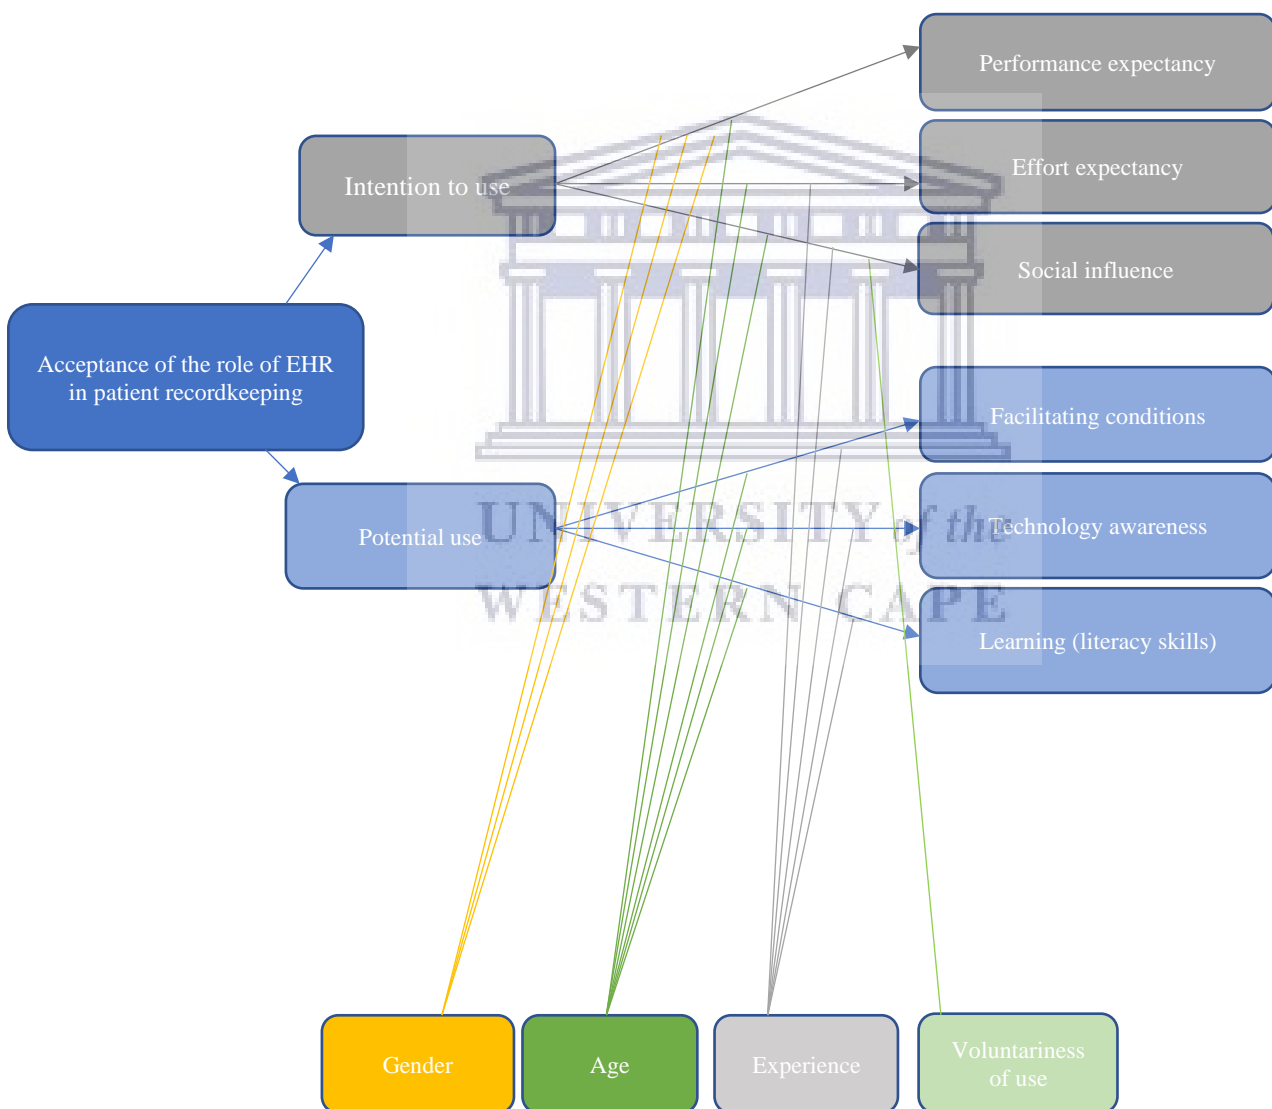 Performance expectancy
Effort expectancy
Intention to use
Social influence
Acceptance of the role of EHR
in patient recordkeeping
Facilitating conditions
Potential use
Technology awareness
UNIVERSITY of the
WESTERN CAPE
Learning (literacy skills)
Gender
Age
Experience
Voluntariness
of use